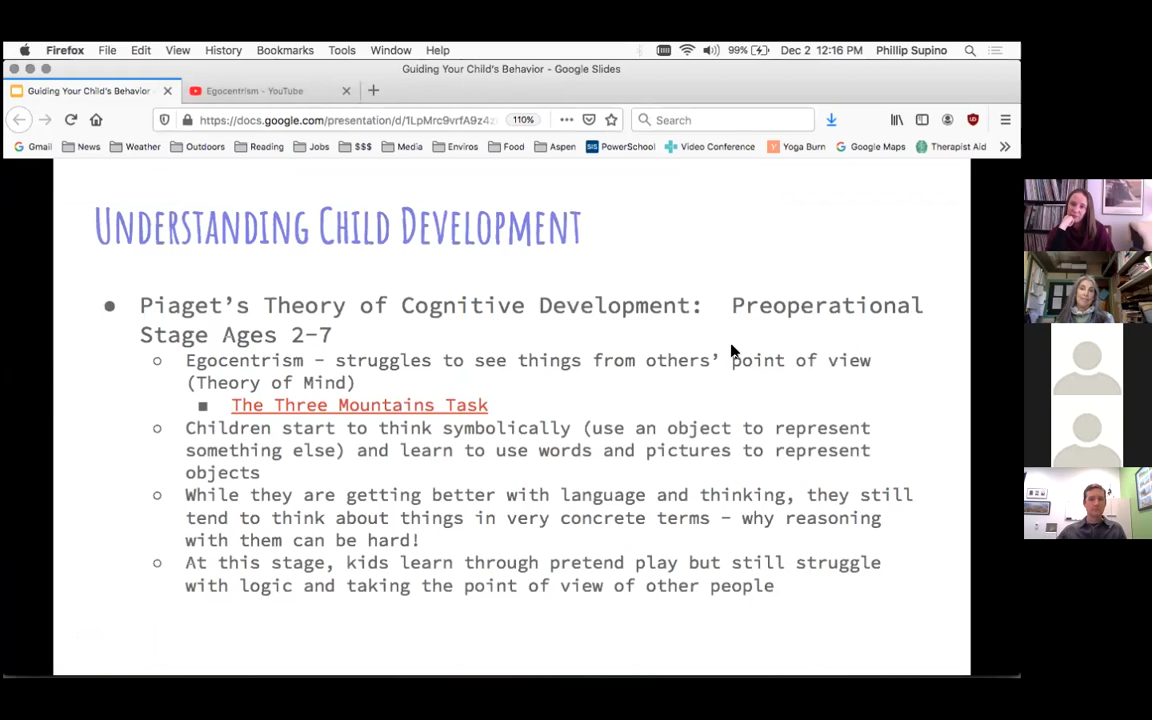 Firefox File Edit View History Bookmarks Tools Window Help 99% Dec 2 12:16 PM Phillip Supino
Guiding Your Child's Behavior - Google Slides
Guiding Your Child's Behavior - Egocentrism - YouTube
https://docs.google.com/presentation/d/1LpMrc9vrfA9z4z 110% Search
Gmail News Weather Outdoors Reading Jobs $$$ Media Enviros Food Aspen SIS PowerSchool Video Conference Yoga Burn Google Maps Therapist Aid
Understanding Child Development
● Piaget's Theory of Cognitive Development: Preoperational
Stage Ages 2-7
○ Egocentrism - struggles to see things from others' point of view
(Theory of Mind)
■ The Three Mountains Task
○ Children start to think symbolically (use an object to represent
something else) and learn to use words and pictures to represent
objects
○ While they are getting better with language and thinking, they still
tend to think about things in very concrete terms - why reasoning
with them can be hard!
○ At this stage, kids learn through pretend play but still struggle
with logic and taking the point of view of other people